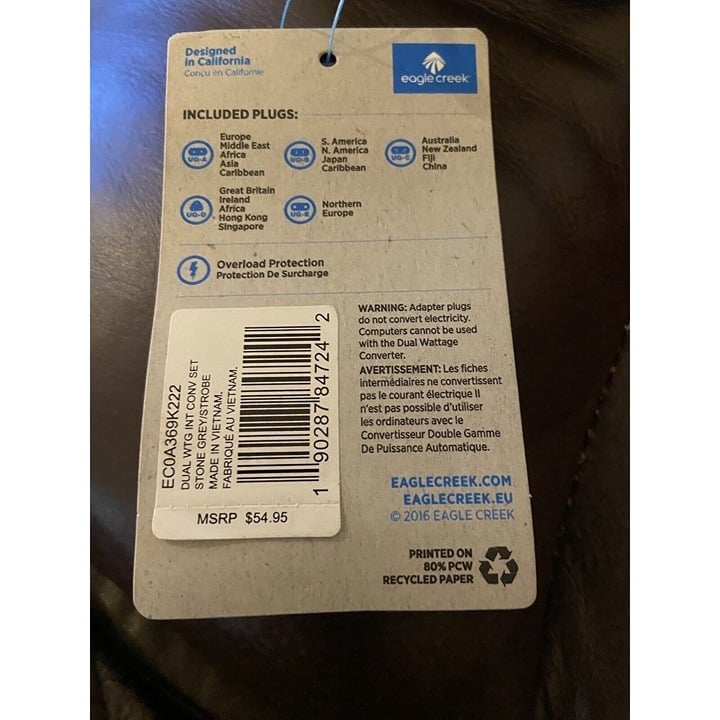 Designed
in California
Conçu en Californie
eagle creek
INCLUDED PLUGS:
UG-A
Europe
Middle East
Africa
Asia
Caribbean
UG-B
S. America
N. America
Japan
Caribbean
UG-C
Australia
New Zealand
Fiji
China
UG-D
Great Britain
Ireland
Africa
Hong Kong
Singapore
UG-E
Northern
Europe
Overload Protection
Protection De Surcharge
WARNING: Adapter plugs
do not convert electricity.
Computers cannot be used
with the Dual Wattage
Converter.
AVERTISSEMENT: Les fiches
intermédiaires ne convertissent
pas le courant électrique Il
n'est pas possible d'utiliser
les ordinateurs avec le
Convertisseur Double Gamme
De Puissance Automatique.
EC0A369K222
DUAL WTG INT CONV SET
STONE GREY/STROBE
MADE IN VIETNAM.
FABRIQUÉ AU VIETNAM.
1 90287 84724 2
MSRP $54.95
EAGLECREEK.COM
EAGLECREEK.EU
© 2016 EAGLE CREEK
PRINTED ON
80% PCW
RECYCLED PAPER